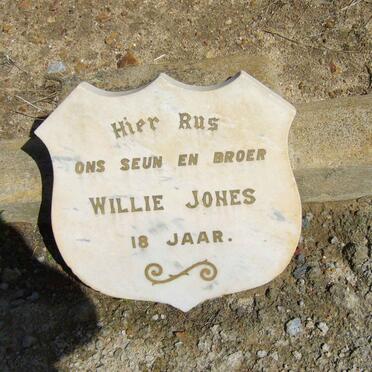 Hier Rus
ONS SEUN EN BROER
WILLIE JONES
18 JAAR.